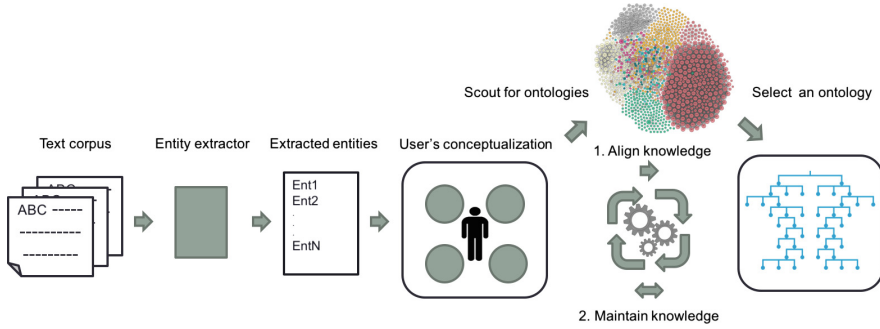 Scout for ontologies
Select an ontology
Text corpus
Entity extractor
Extracted entities
User's conceptualization
1. Align knowledge
ABC -----
----------
---------
Ent1
Ent2
.
.
.
EntN
2. Maintain knowledge